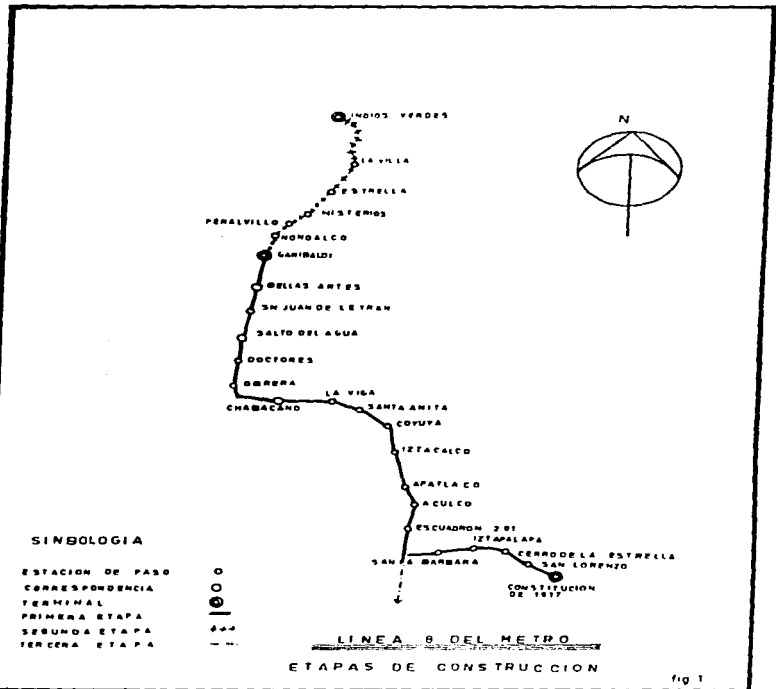 INDIOS VERDES
N
LA VILLA
ESTRELLA
MISTERIOS
PERALVILLO
NONOALCO
GARIBALDI
BELLAS ARTES
SN JUAN DE LETRAN
SALTO DEL AGUA
DOCTORES
OBRERA
LA VIGA
CHABACANO
SANTA ANITA
COYUYA
IZTACALCO
APATLACO
ACULCO
ESCUADRON 201
IZTAPALAPA
SANTA BARBARA
CERRO DE LA ESTRELLA
SAN LORENZO
CONSTITUCION
DE 1917
SINBOLOGIA
ESTACION DE PASO
CORRESPONDENCIA
TERMINAL
PRIMERA ETAPA
SEGUNDA ETAPA
TERCERA ETAPA
LINEA 8 DEL METRO
ETAPAS DE CONSTRUCCION
fig 1